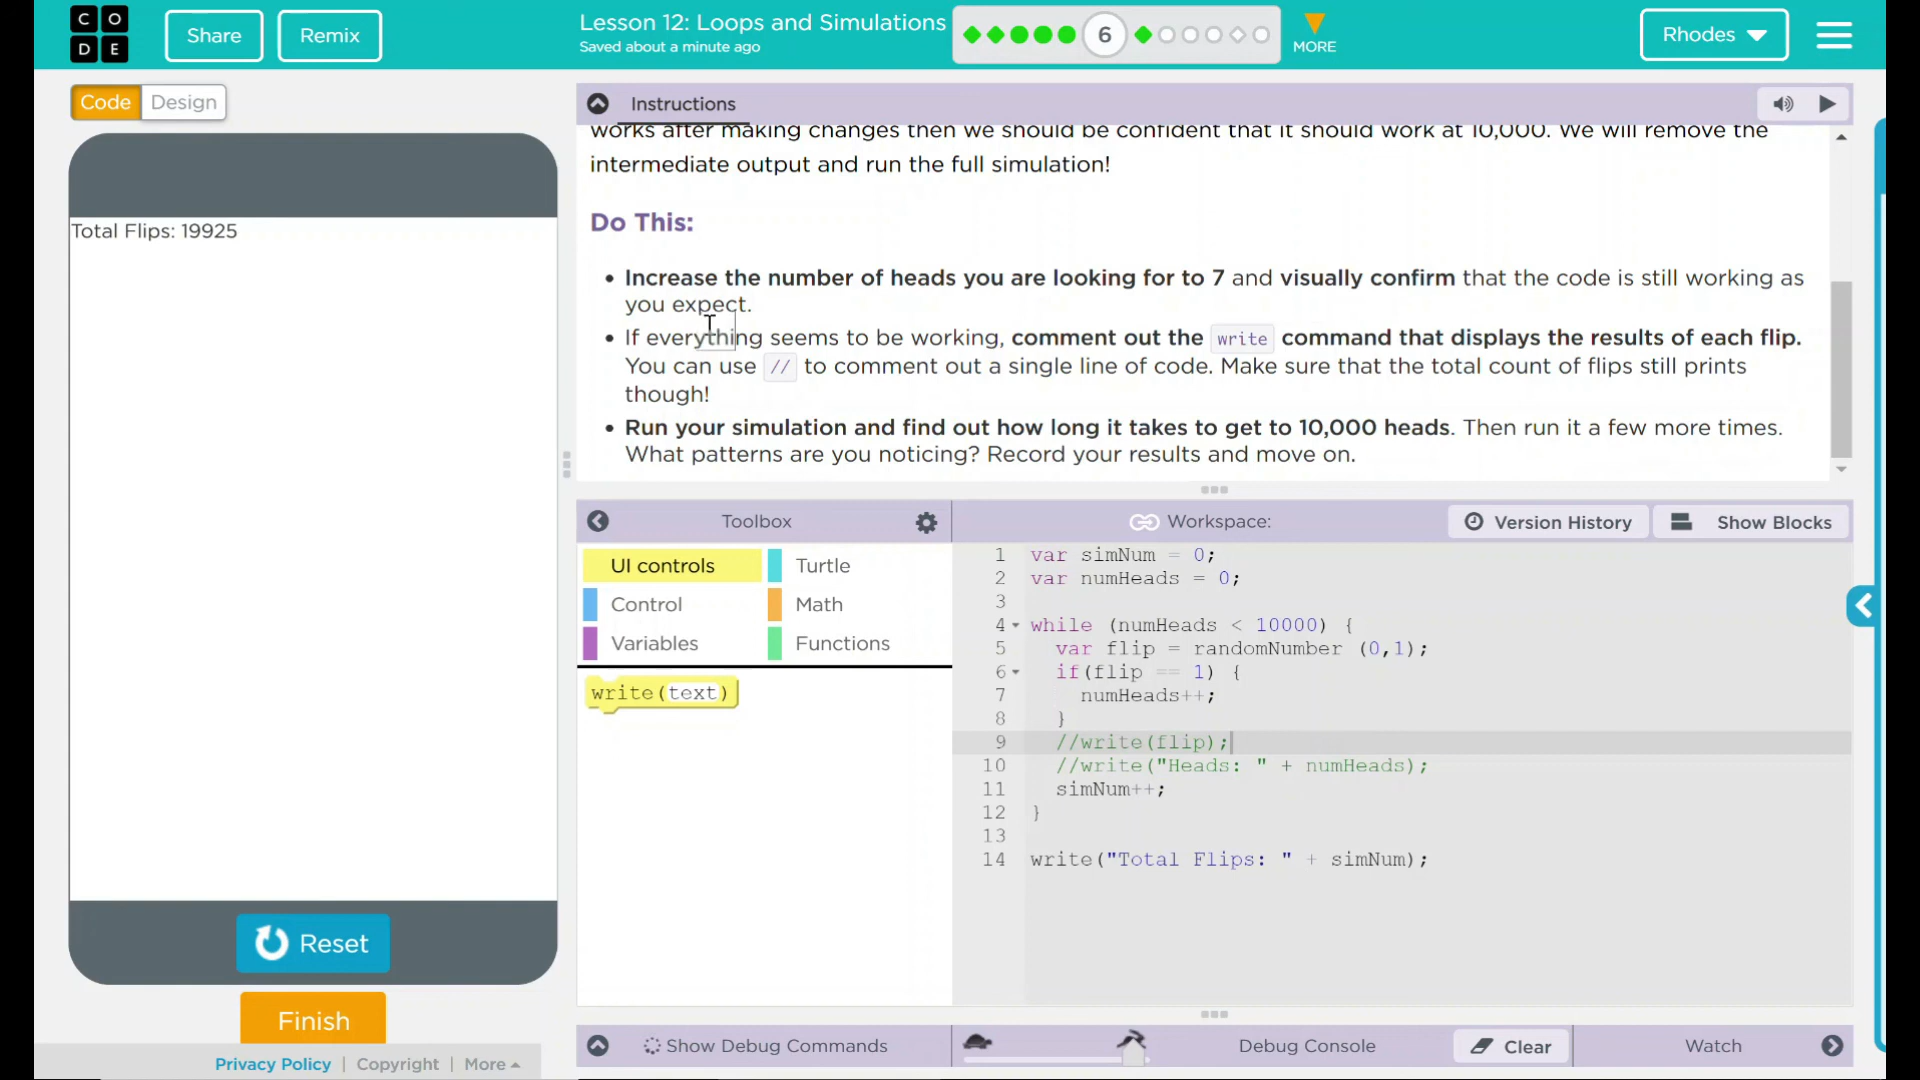 C O
D E
Share
Remix
Lesson 12: Loops and Simulations
Saved about a minute ago
6
MORE
Rhodes
Code
Design
Total Flips: 19925
Reset
Finish
Privacy Policy | Copyright | More
Instructions
works after making changes then we should be confident that it should work at 10,000. We will remove the
intermediate output and run the full simulation!
Do This:
• Increase the number of heads you are looking for to 7 and visually confirm that the code is still working as
you expect.
• If everything seems to be working, comment out the write command that displays the results of each flip.
You can use // to comment out a single line of code. Make sure that the total count of flips still prints
though!
• Run your simulation and find out how long it takes to get to 10,000 heads. Then run it a few more times.
What patterns are you noticing? Record your results and move on.
Toolbox
UI controls
Turtle
Control
Math
Variables
Functions
write(text)
Workspace:
Version History
Show Blocks
1 var simNum = 0;
2 var numHeads = 0;
3
4 while (numHeads < 10000) {
5 var flip = randomNumber (0,1);
6 if(flip == 1) {
7 numHeads++;
8 }
9 //write(flip);
10 //write("Heads: " + numHeads);
11 simNum++;
12 }
13
14 write("Total Flips: " + simNum);
Show Debug Commands
Debug Console
Clear
Watch